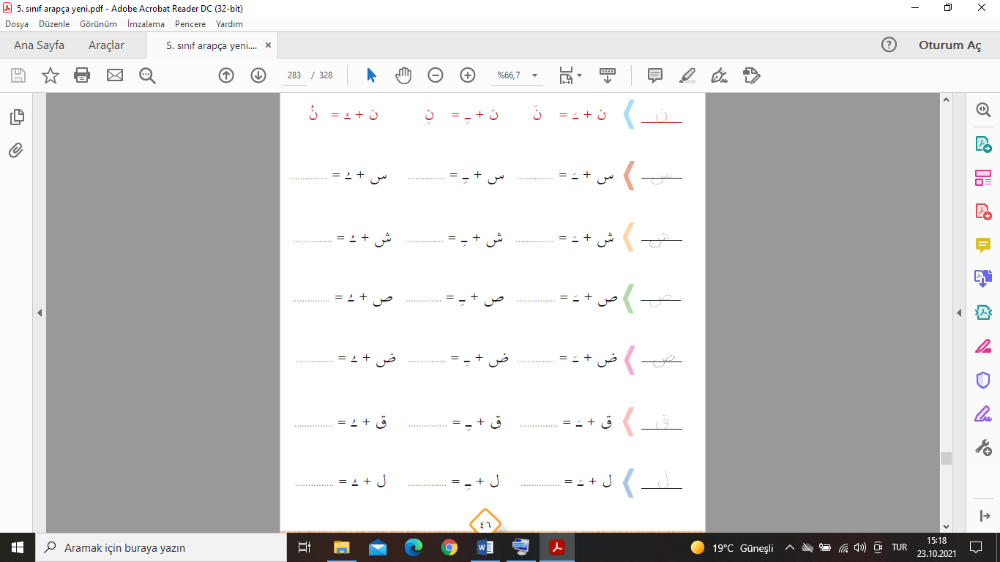 5. sınıf arapça yeni.pdf - Adobe Acrobat Reader DC (32-bit)
Dosya Düzenle Görünüm İmzalama Pencere Yardım
Ana Sayfa Araçlar 5. sınıf arapça yeni.... × Oturum Aç
283 / 328 %66,7
ن ن + ـَ = نَ ن + ـِ = نِ ن + ـُ = نُ
س س + ـَ = .............. س + ـِ = .............. س + ـُ = ..............
ش ش + ـَ = .............. ش + ـِ = .............. ش + ـُ = ..............
ص ص + ـَ = .............. ص + ـِ = .............. ص + ـُ = ..............
ض ض + ـَ = .............. ض + ـِ = .............. ض + ـُ = ..............
ق ق + ـَ = .............. ق + ـِ = .............. ق + ـُ = ..............
ل ل + ـَ = .............. ل + ـِ = .............. ل + ـُ = ..............
٤٦
Aramak için buraya yazın 19°C Güneşli TUR 15:18
23.10.2021